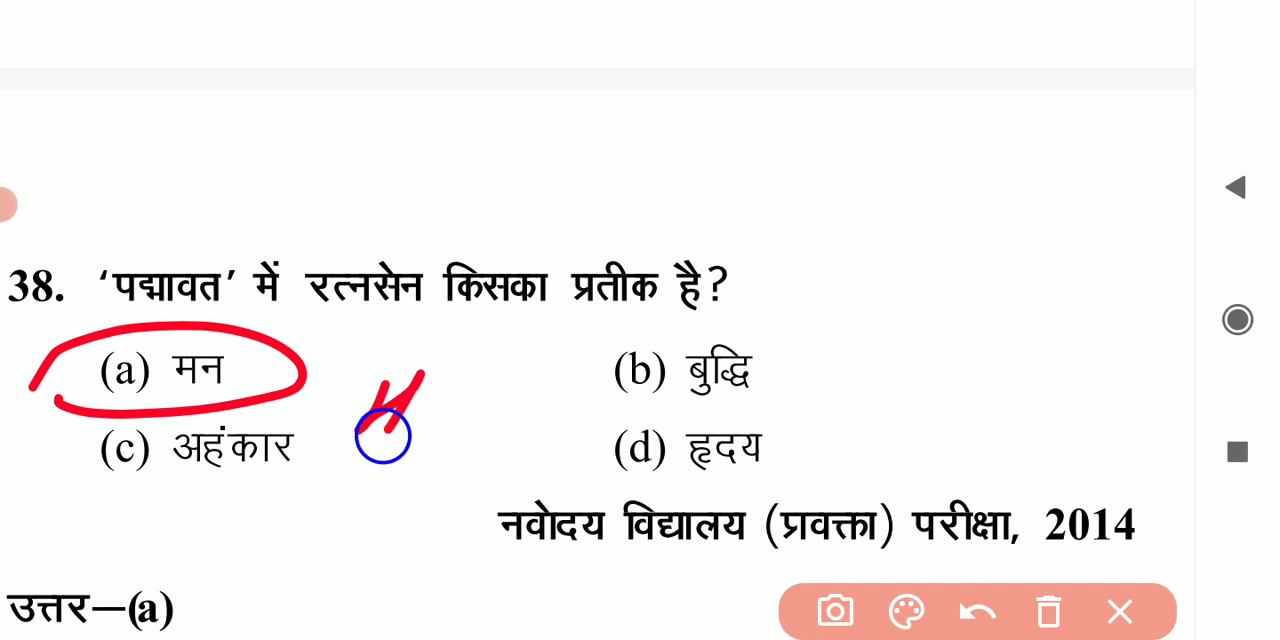 38. ‘पद्मावत’ में रत्नसेन किसका प्रतीक है?
(a) मन (b) बुद्धि
(c) अहंकार (d) हृदय
नवोदय विद्यालय (प्रवक्ता) परीक्षा, 2014
उत्तर—(a)